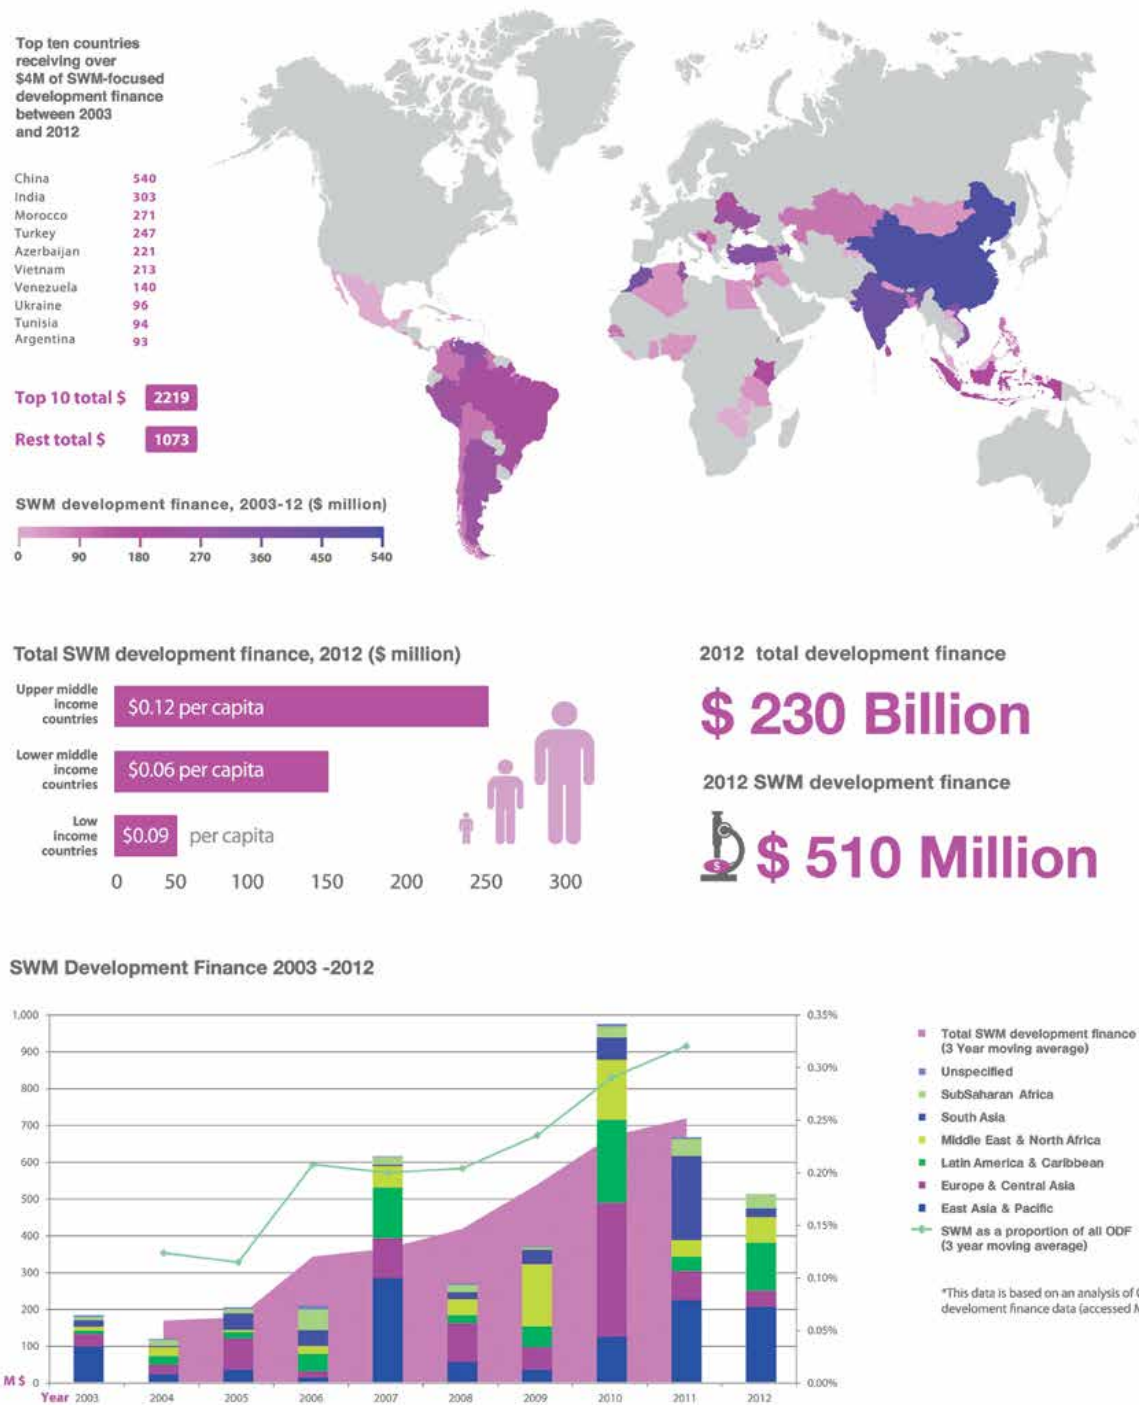 Top ten countries
receiving over
$4M of SWM-focused
development finance
between 2003
and 2012
China 540
India 303
Morocco 271
Turkey 247
Azerbaijan 221
Vietnam 213
Venezuela 140
Ukraine 96
Tunisia 94
Argentina 93
Top 10 total $ 2219
Rest total $ 1073
SWM development finance, 2003-12 ($ million)
0 90 180 270 360 450 540
Total SWM development finance, 2012 ($ million)
Upper middle
income
countries
$0.12 per capita
Lower middle
income
countries
$0.06 per capita
Low
income
countries
$0.09 per capita
0 50 100 150 200 250 300
2012 total development finance
$ 230 Billion
2012 SWM development finance
$
$ 510 Million
SWM Development Finance 2003 -2012
1,000
900
800
700
600
500
400
300
200
100
M $ 0
0.35%
0.30%
0.25%
0.20%
0.15%
0.10%
0.05%
0.00%
Year 2003 2004 2005 2006 2007 2008 2009 2010 2011 2012
Total SWM development finance
(3 Year moving average)
Unspecified
SubSaharan Africa
South Asia
Middle East & North Africa
Latin America & Caribbean
Europe & Central Asia
East Asia & Pacific
SWM as a proportion of all ODF
(3 year moving average)
*This data is based on an analysis of
develoment finance data (accessed